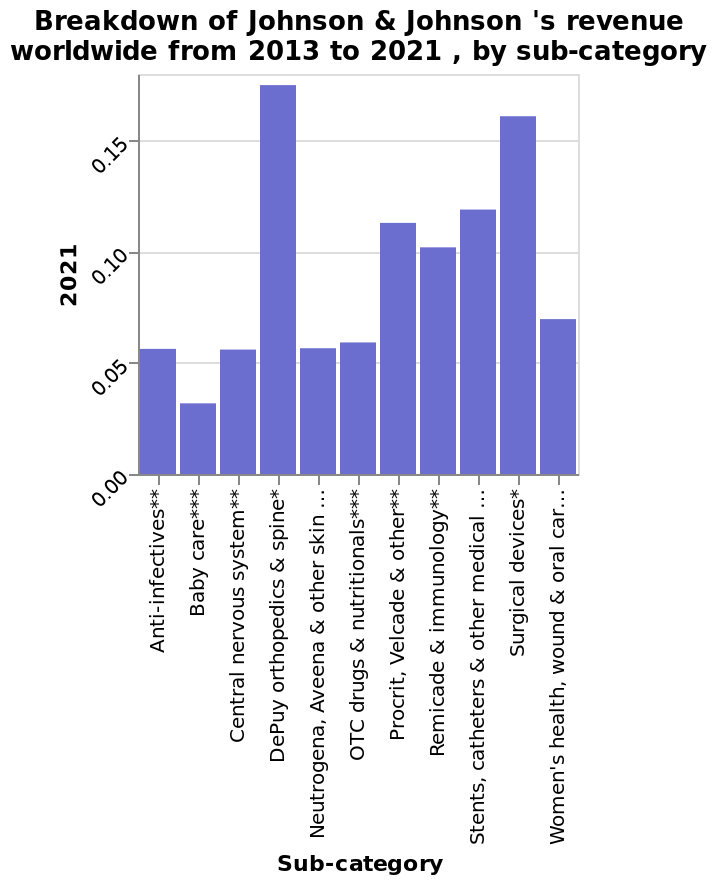 Breakdown of Johnson & Johnson 's revenue
worldwide from 2013 to 2021 , by sub-category
2021
0.15
0.10
0.05
0.00
Anti-infectives**
Baby care***
Central nervous system**
DePuy orthopedics & spine*
Neutrogena, Aveena & other skin ...
OTC drugs & nutritionals***
Procrit, Velcade & other**
Remicade & immunology**
Stents, catheters & other medical ...
Surgical devices*
Women's health, wound & oral car...
Sub-category